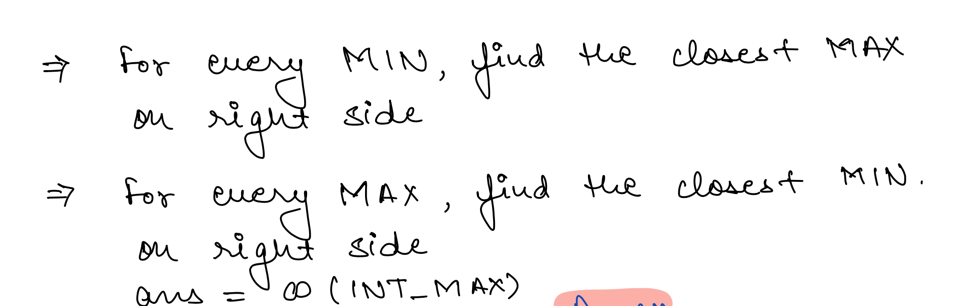 ⇒ for every MIN, find the closest MAX
on right side
⇒ for every MAX, find the closest MIN.
on right side
ans = ∞ (INT_MAX)